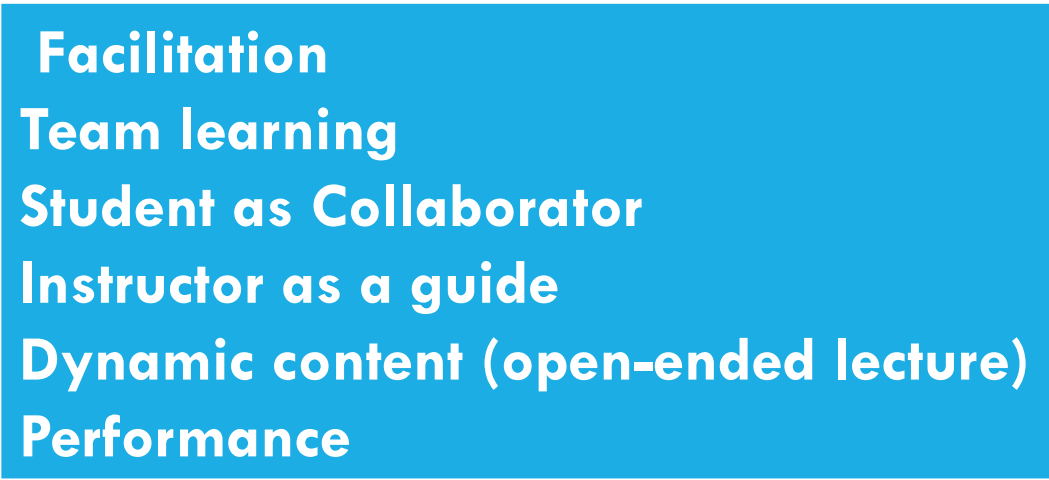 Facilitation
Team learning
Student as Collaborator
Instructor as a guide
Dynamic content (open-ended lecture)
Performance